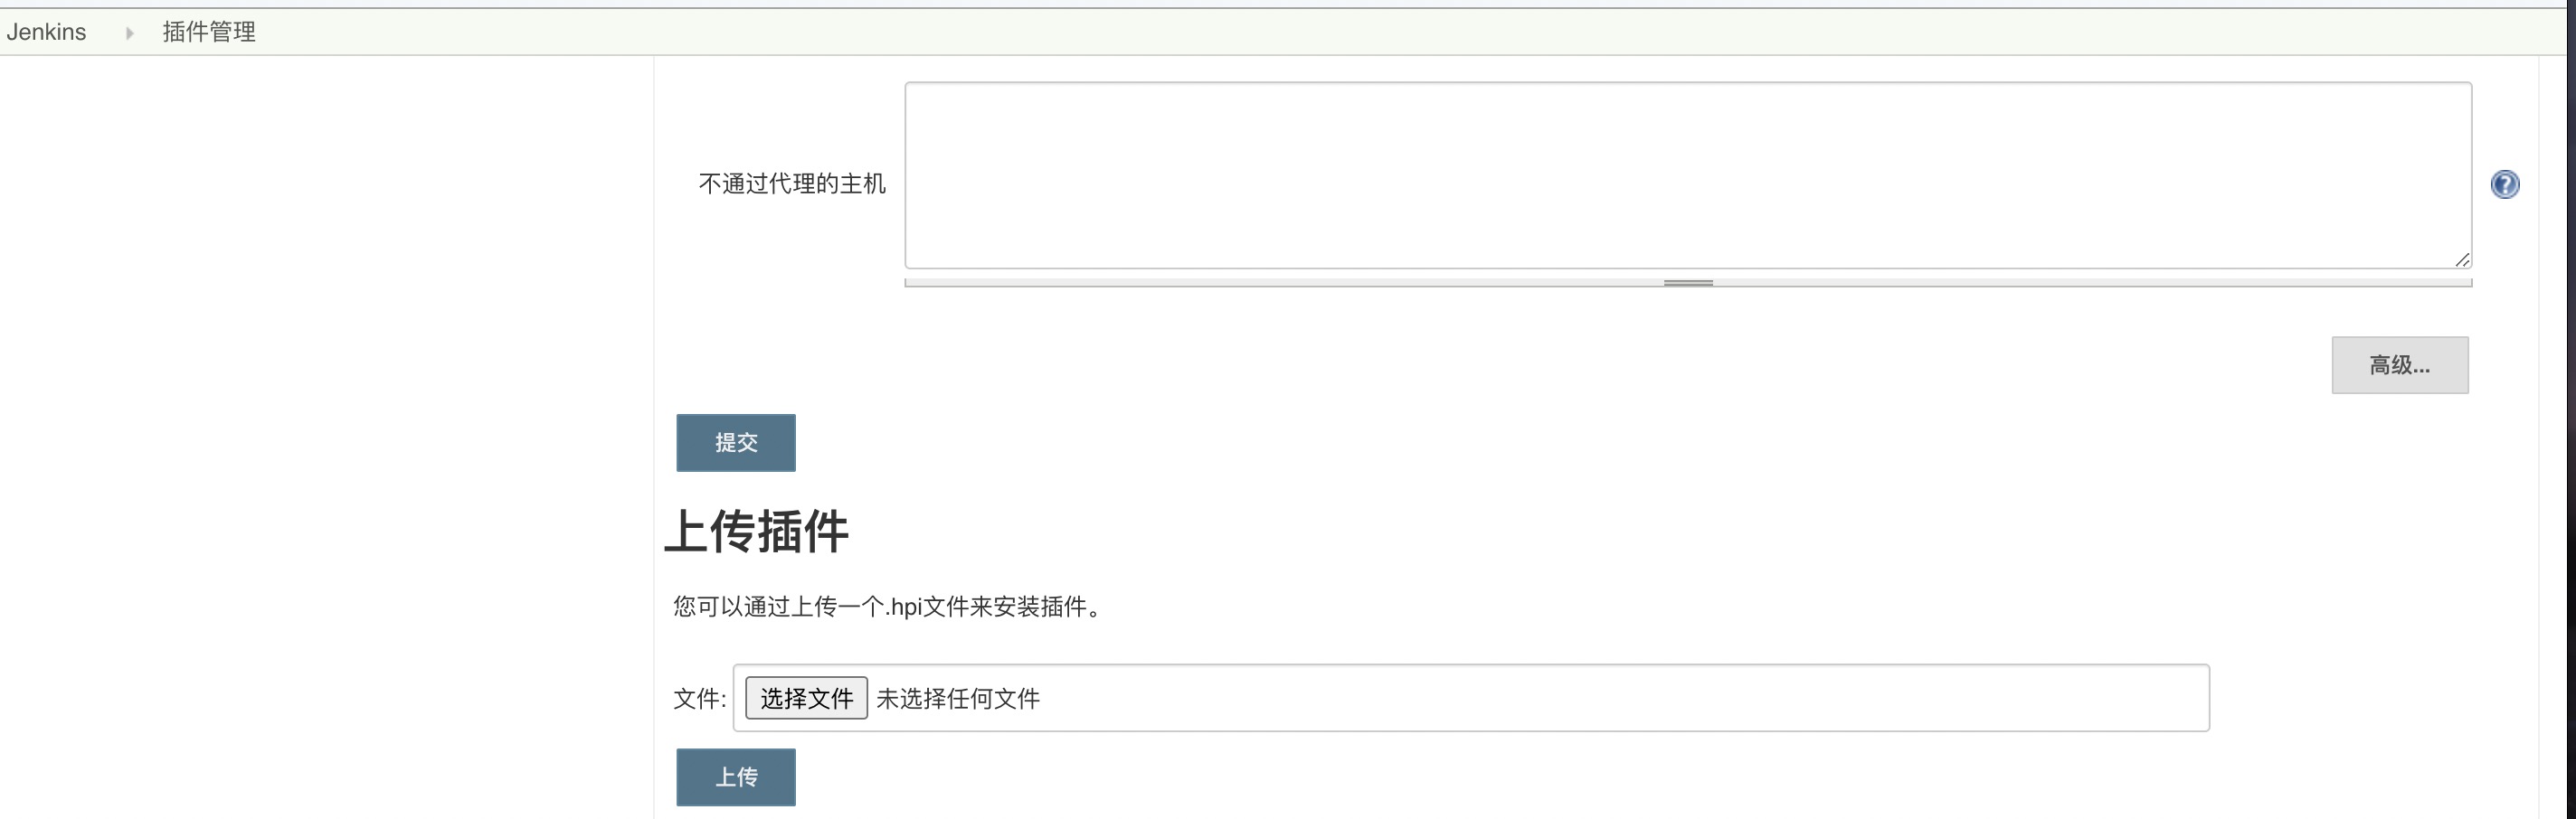 Jenkins 插件管理
不通过代理的主机
高级...
提交
上传插件
您可以通过上传一个.hpi文件来安装插件。
文件: 选择文件 未选择任何文件
上传